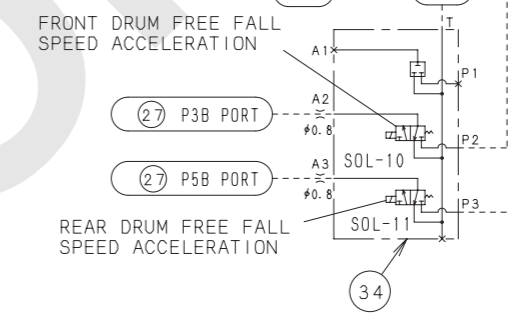 FRONT DRUM FREE FALL
SPEED ACCELERATION
T
A1
P1
A2
27 P3B PORT
φ0.8
P2
SOL-10
A3
27 P5B PORT
φ0.8
P3
SOL-11
REAR DRUM FREE FALL
SPEED ACCELERATION
34